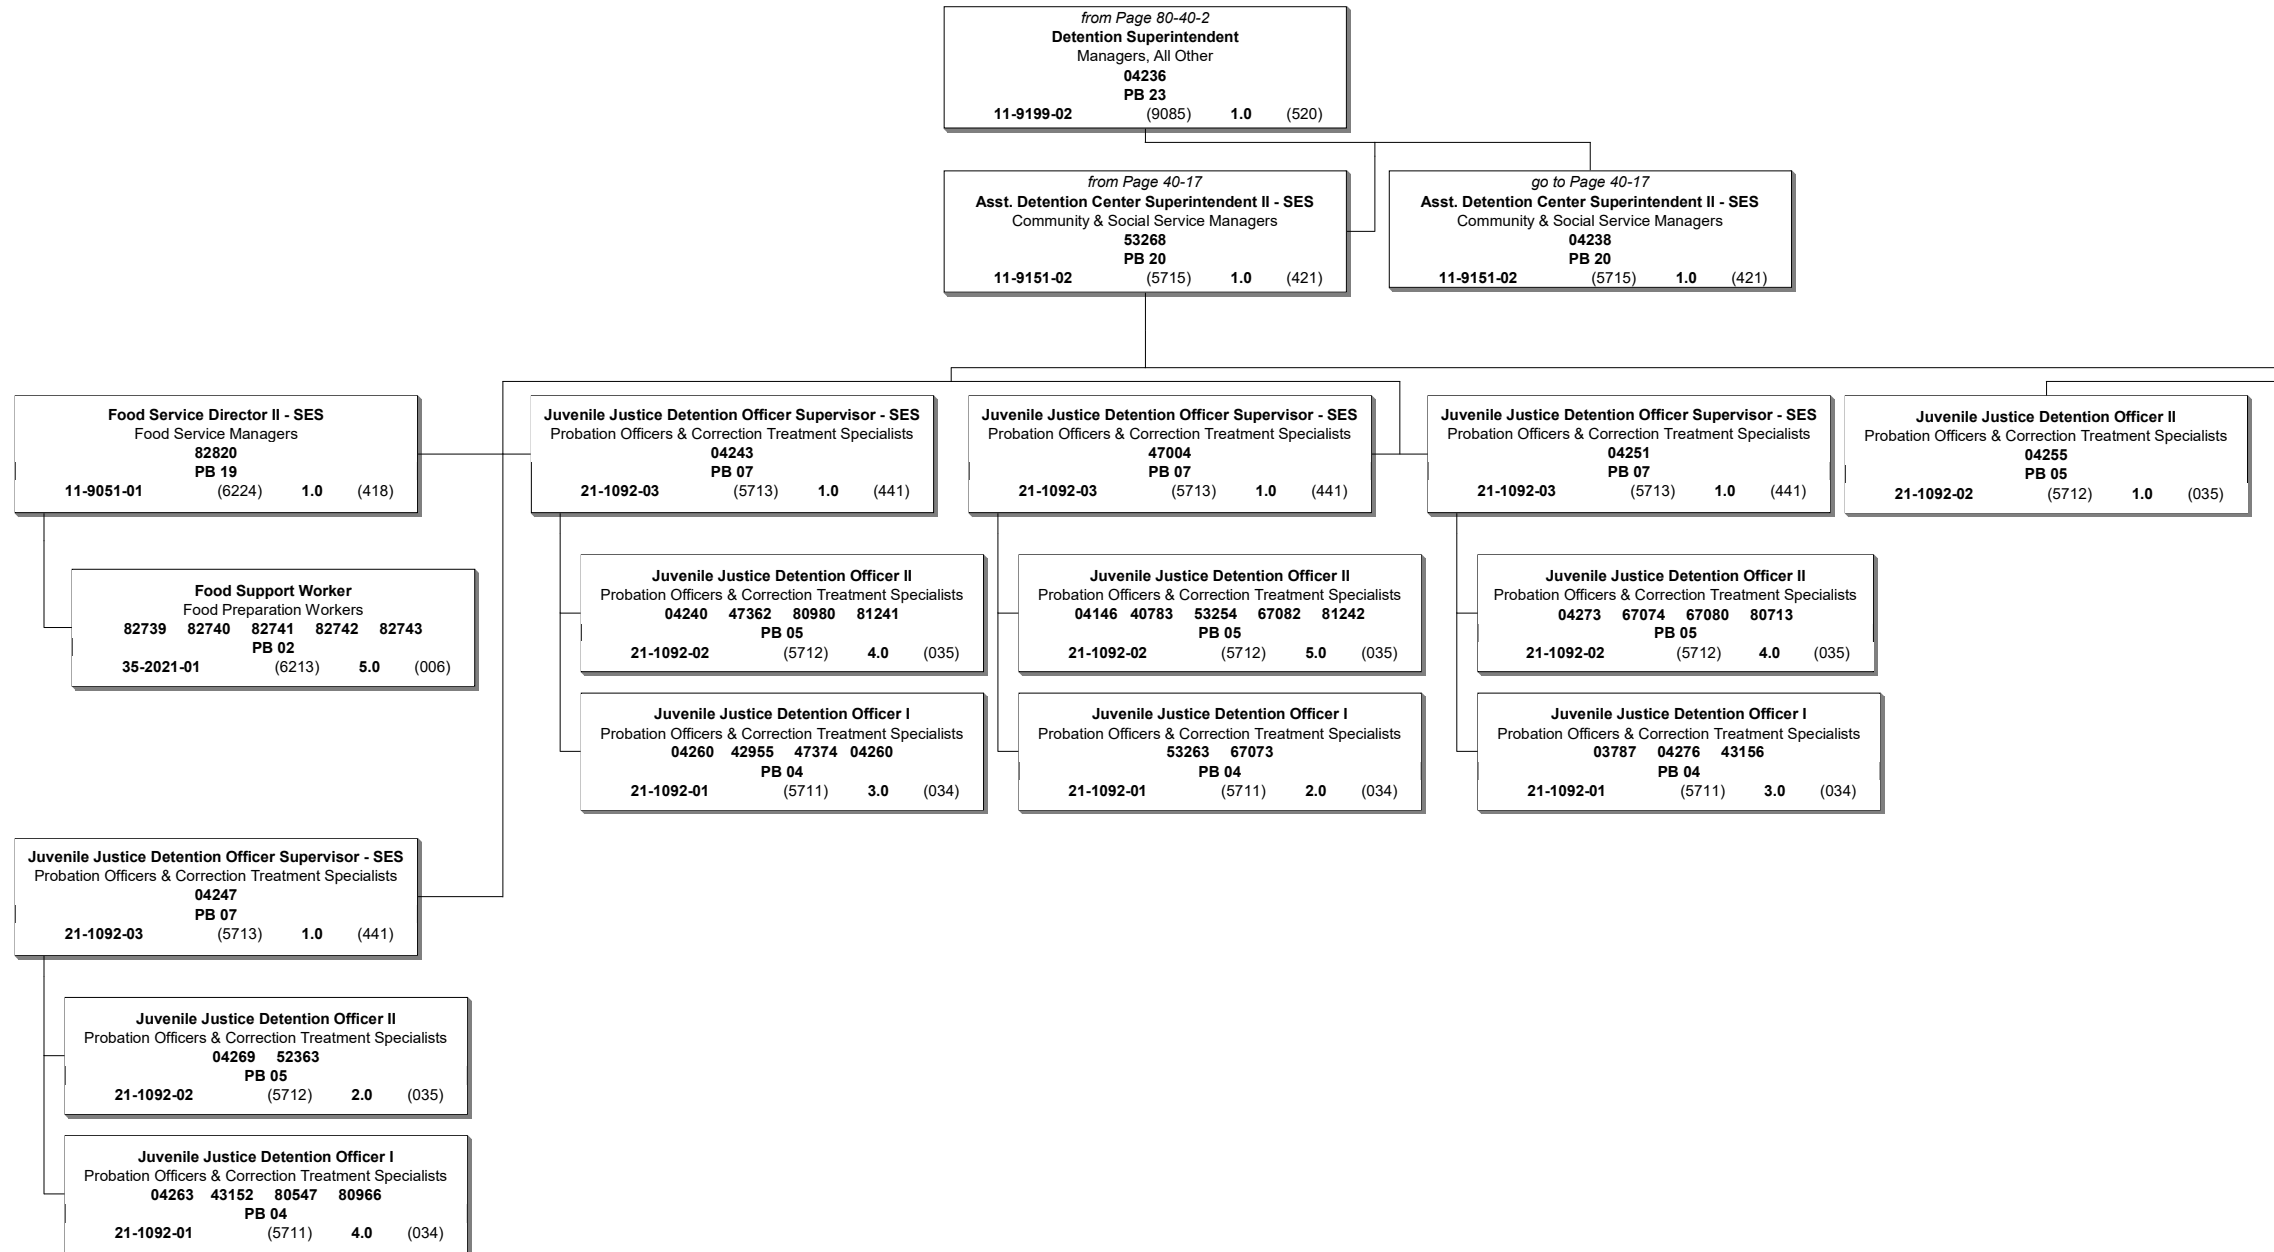 from Page 80-40-2
Detention Superintendent
Managers, All Other
04236
PB 23
11-9199-02 (9085) 1.0 (520)
from Page 40-17
Asst. Detention Center Superintendent II - SES
Community & Social Service Managers
53268
PB 20
11-9151-02 (5715) 1.0 (421)
go to Page 40-17
Asst. Detention Center Superintendent II - SES
Community & Social Service Managers
04238
PB 20
11-9151-02 (5715) 1.0 (421)
Food Service Director II - SES
Food Service Managers
82820
PB 19
11-9051-01 (6224) 1.0 (418)
Food Support Worker
Food Preparation Workers
82739 82740 82741 82742 82743
PB 02
35-2021-01 (6213) 5.0 (006)
Juvenile Justice Detention Officer Supervisor - SES
Probation Officers & Correction Treatment Specialists
04243
PB 07
21-1092-03 (5713) 1.0 (441)
Juvenile Justice Detention Officer II
Probation Officers & Correction Treatment Specialists
04240 47362 80980 81241
PB 05
21-1092-02 (5712) 4.0 (035)
Juvenile Justice Detention Officer I
Probation Officers & Correction Treatment Specialists
04260 42955 47374 04260
PB 04
21-1092-01 (5711) 3.0 (034)
Juvenile Justice Detention Officer Supervisor - SES
Probation Officers & Correction Treatment Specialists
47004
PB 07
21-1092-03 (5713) 1.0 (441)
Juvenile Justice Detention Officer II
Probation Officers & Correction Treatment Specialists
04146 40783 53254 67082 81242
PB 05
21-1092-02 (5712) 5.0 (035)
Juvenile Justice Detention Officer I
Probation Officers & Correction Treatment Specialists
53263 67073
PB 04
21-1092-01 (5711) 2.0 (034)
Juvenile Justice Detention Officer Supervisor - SES
Probation Officers & Correction Treatment Specialists
04251
PB 07
21-1092-03 (5713) 1.0 (441)
Juvenile Justice Detention Officer II
Probation Officers & Correction Treatment Specialists
04273 67074 67080 80713
PB 05
21-1092-02 (5712) 4.0 (035)
Juvenile Justice Detention Officer I
Probation Officers & Correction Treatment Specialists
03787 04276 43156
PB 04
21-1092-01 (5711) 3.0 (034)
Juvenile Justice Detention Officer II
Probation Officers & Correction Treatment Specialists
04255
PB 05
21-1092-02 (5712) 1.0 (035)
Juvenile Justice Detention Officer Supervisor - SES
Probation Officers & Correction Treatment Specialists
04247
PB 07
21-1092-03 (5713) 1.0 (441)
Juvenile Justice Detention Officer II
Probation Officers & Correction Treatment Specialists
04269 52363
PB 05
21-1092-02 (5712) 2.0 (035)
Juvenile Justice Detention Officer I
Probation Officers & Correction Treatment Specialists
04263 43152 80547 80966
PB 04
21-1092-01 (5711) 4.0 (034)